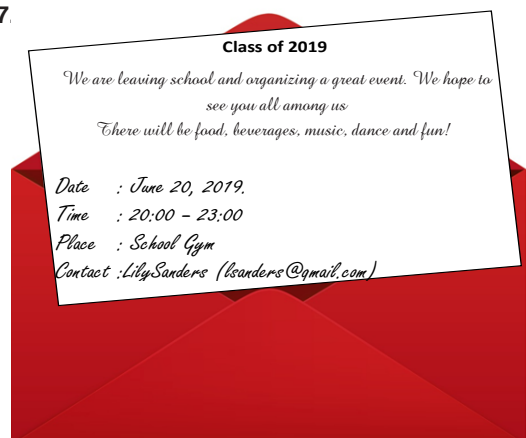 7
Class of 2019
We are leaving school and organizing a great event. We hope to
see you all among us
There will be food, beverages, music, dance and fun!
Date : June 20, 2019.
Time : 20:00 – 23:00
Place : School Gym
Contact :LilySanders (lsanders@gmail.com)